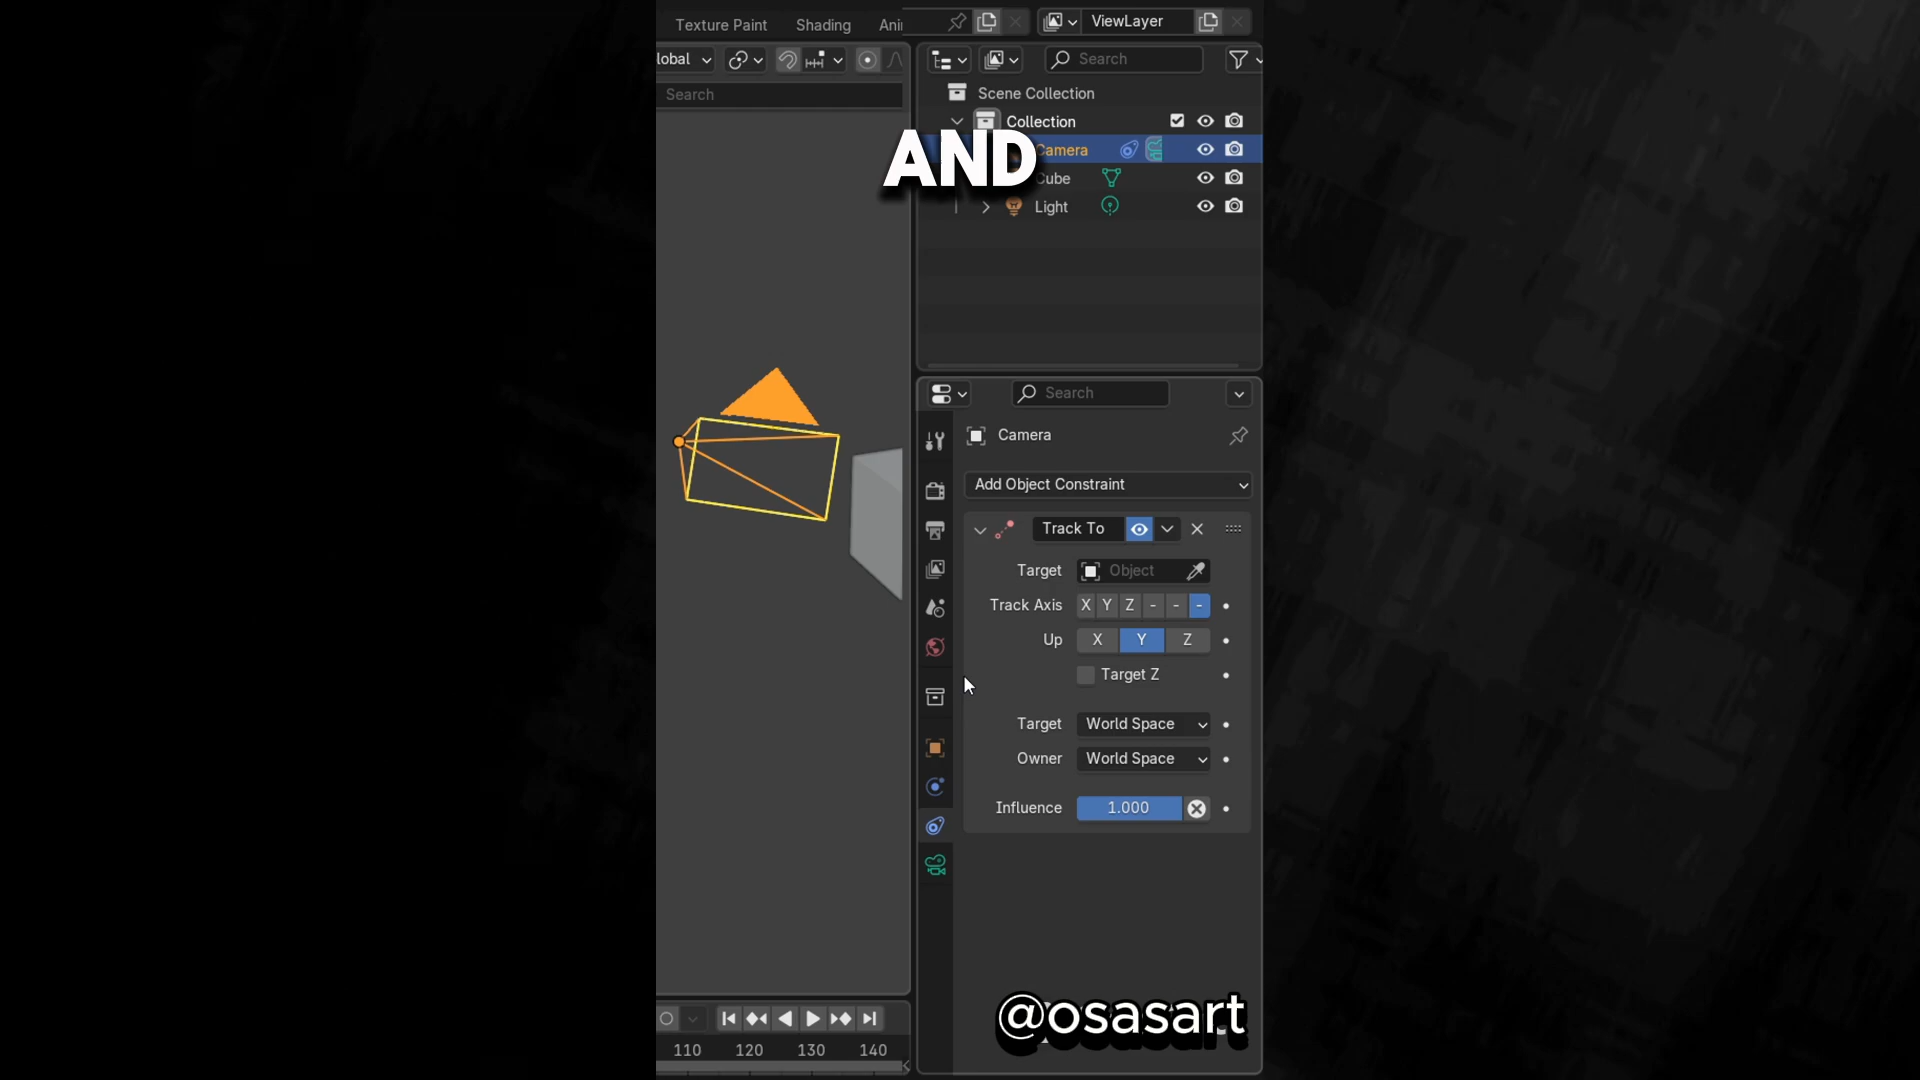 Texture Paint Shading Ani
ViewLayer
lobal
Search
Search
Scene Collection
Collection
AND
Camera
Cube
Light
Search
Camera
Add Object Constraint
Track To
Target Object
Track Axis X Y Z - - -
Up X Y Z
Target Z
Target World Space
Owner World Space
Influence 1.000
@osasart
110 120 130 140